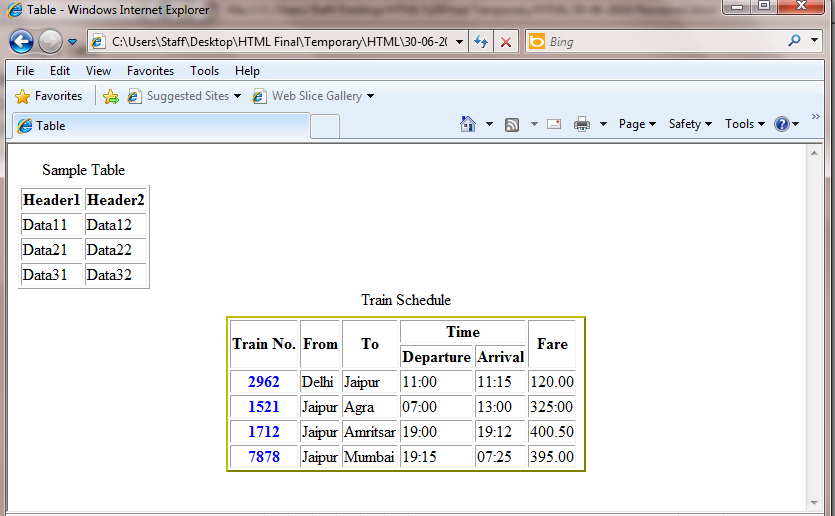 Table - Windows Internet Explorer
C:\Users\Staff\Desktop\HTML Final\Temporary\HTML\30-06-20
Bing
File Edit View Favorites Tools Help
Favorites Suggested Sites Web Slice Gallery
Table Page Safety Tools
Sample Table
Header1 Header2
Data11 Data12
Data21 Data22
Data31 Data32
Train Schedule
Train No. From To Time Fare
Departure Arrival
2962 Delhi Jaipur 11:00 11:15 120.00
1521 Jaipur Agra 07:00 13:00 325:00
1712 Jaipur Amritsar 19:00 19:12 400.50
7878 Jaipur Mumbai 19:15 07:25 395.00